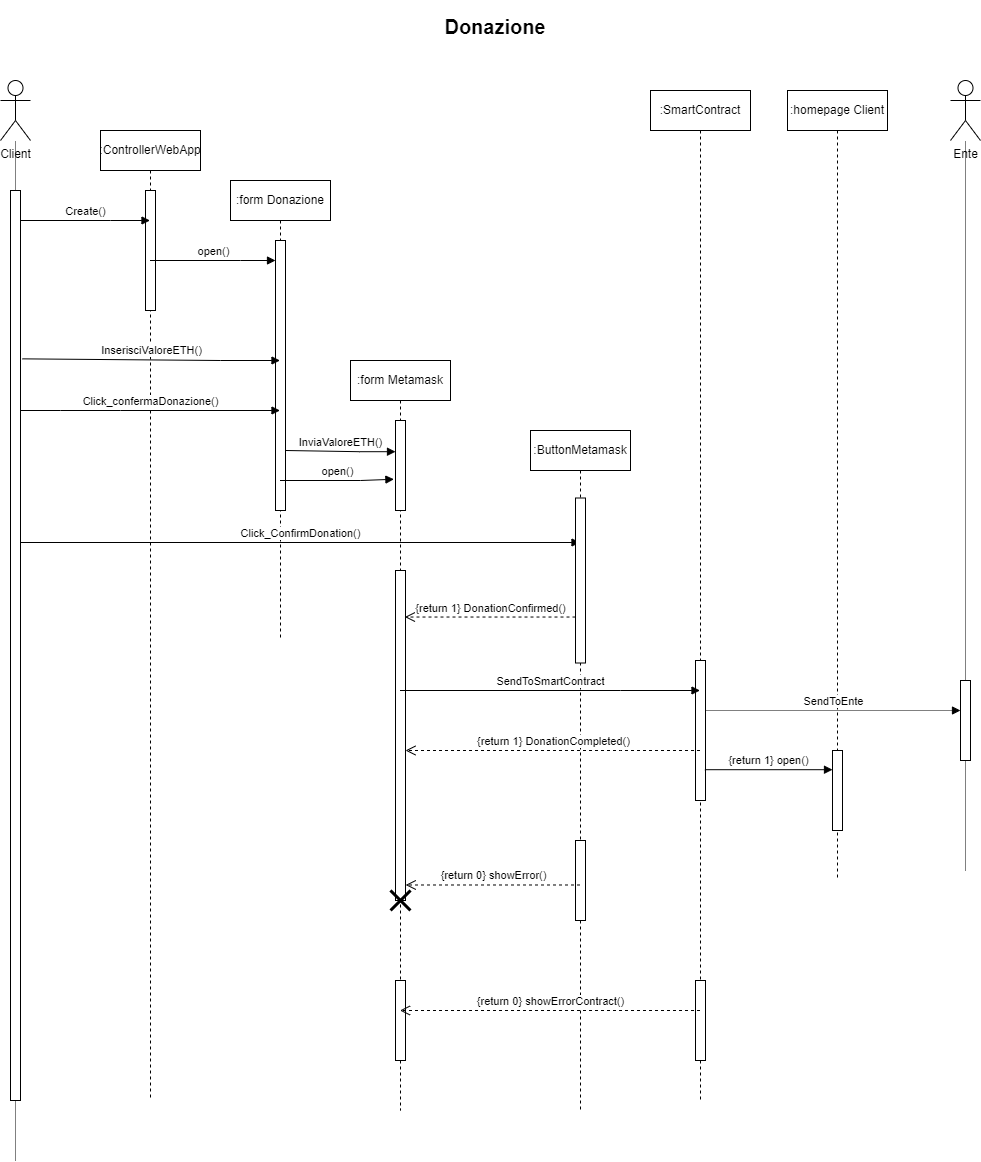 Donazione
Client
:ControllerWebApp
:form Donazione
:SmartContract
:homepage Client
Ente
Create()
open()
InserisciValoreETH()
:form Metamask
Click_confermaDonazione()
InviaValoreETH()
:ButtonMetamask
open()
Click_ConfirmDonation()
{return 1} DonationConfirmed()
SendToSmartContract
SendToEnte
{return 1} DonationCompleted()
{return 1} open()
{return 0} showError()
{return 0} showErrorContract()